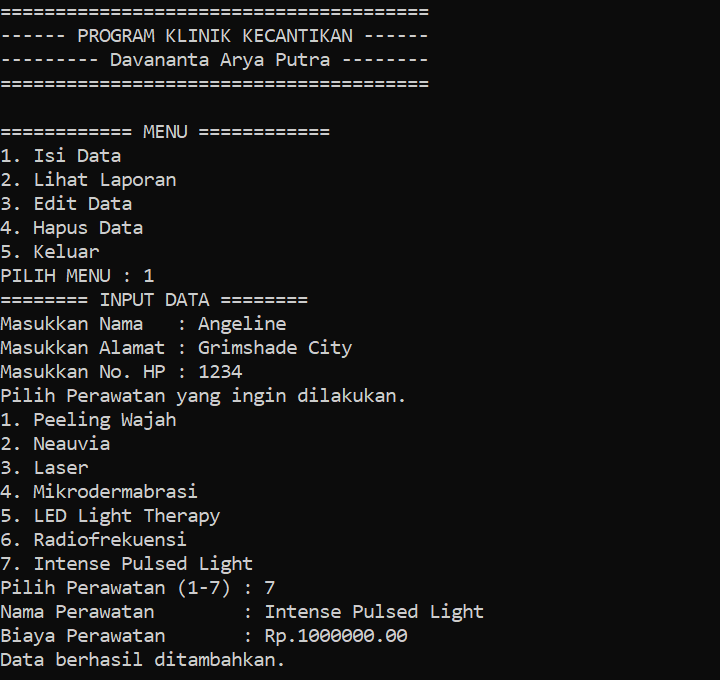 =======================================
------ PROGRAM KLINIK KECANTIKAN ------
--------- Davananta Arya Putra --------
=======================================
============ MENU ============
1. Isi Data
2. Lihat Laporan
3. Edit Data
4. Hapus Data
5. Keluar
PILIH MENU : 1
======== INPUT DATA ========
Masukkan Nama   : Angeline
Masukkan Alamat : Grimshade City
Masukkan No. HP : 1234
Pilih Perawatan yang ingin dilakukan.
1. Peeling Wajah
2. Neauvia
3. Laser
4. Mikrodermabrasi
5. LED Light Therapy
6. Radiofrekuensi
7. Intense Pulsed Light
Pilih Perawatan (1-7) : 7
Nama Perawatan        : Intense Pulsed Light
Biaya Perawatan       : Rp.1000000.00
Data berhasil ditambahkan.